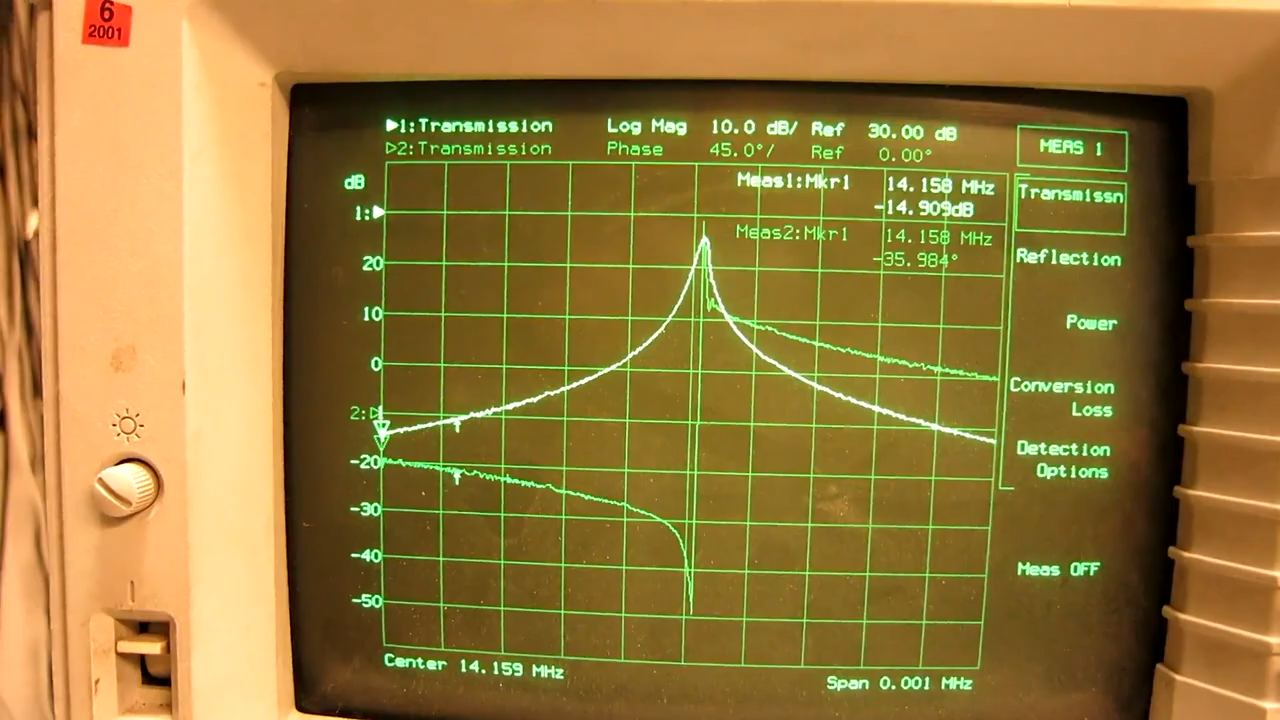 6
2001
▶1:Transmission Log Mag 10.0 dB/ Ref 30.00 dB
▷2:Transmission Phase 45.0°/ Ref 0.00°
MEAS 1
dB
Meas1:Mkr1 14.158 MHz
-14.909dB
Transmissn
1:▶
Meas2:Mkr1 14.158 MHz
-35.984°
Reflection
20
10
Power
0
Conversion
Loss
2:▷
Detection
Options
-20
-30
-40
Meas OFF
-50
Center 14.159 MHz
Span 0.001 MHz